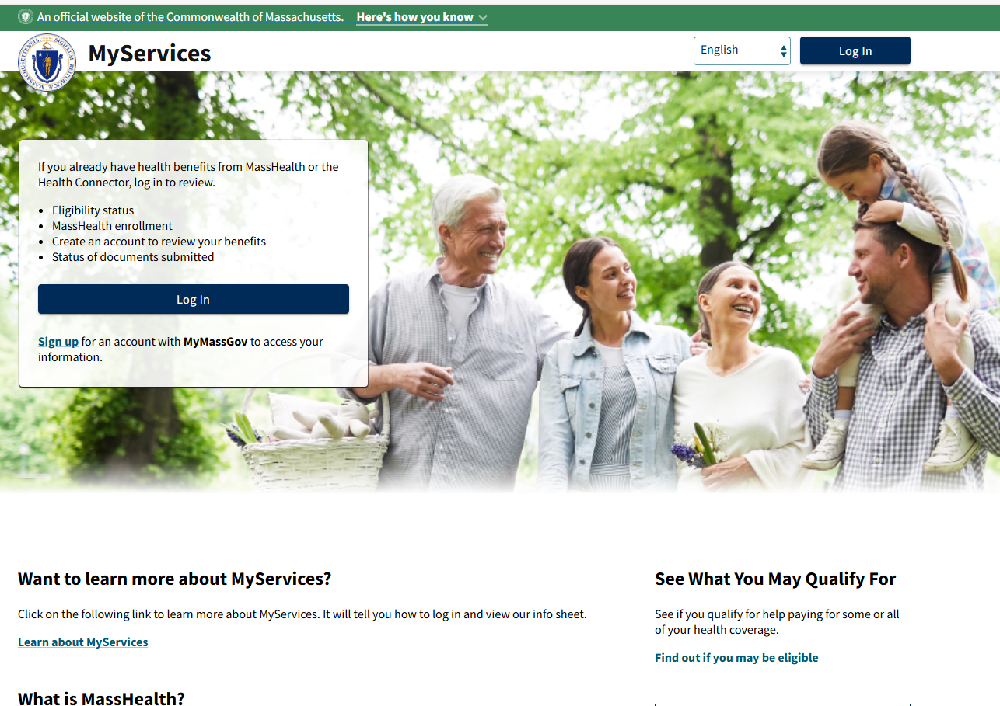 An official website of the Commonwealth of Massachusetts. Here's how you know
MyServices
English
Log In
If you already have health benefits from MassHealth or the
Health Connector, log in to review.
• Eligibility status
• MassHealth enrollment
• Create an account to review your benefits
• Status of documents submitted
Log In
Sign up for an account with MyMassGov to access your
information.
Want to learn more about MyServices?
Click on the following link to learn more about MyServices. It will tell you how to log in and view our info sheet.
Learn about MyServices
What is MassHealth?
See What You May Qualify For
See if you qualify for help paying for some or all
of your health coverage.
Find out if you may be eligible